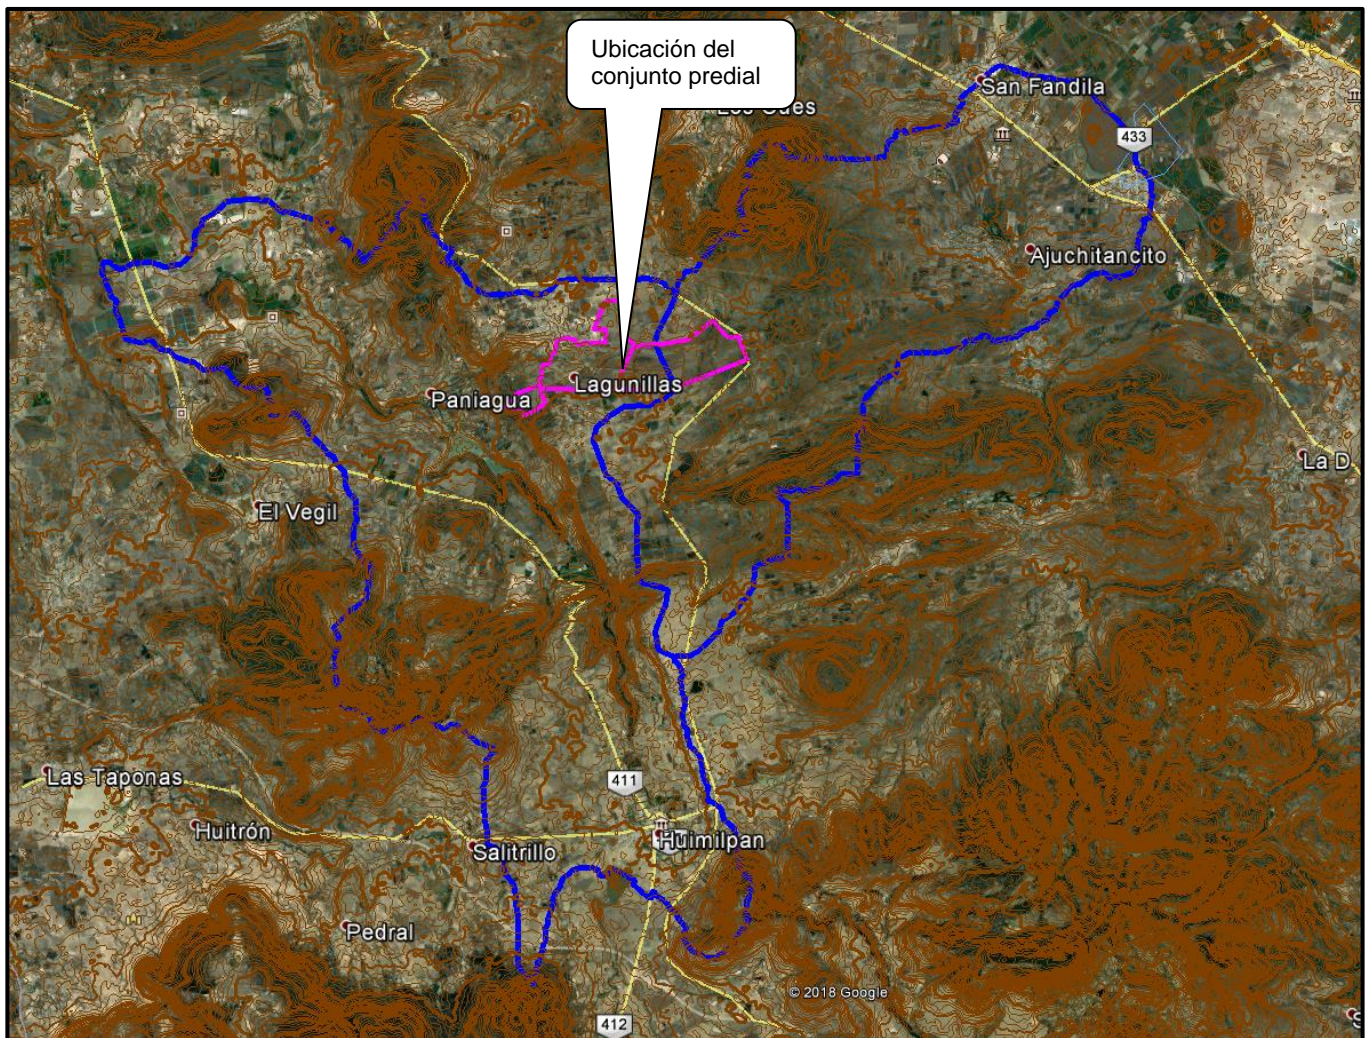 Ubicación del
conjunto predial
San Fandila
433
Ajuchitancito
Lagunillas
Paniagua
La D
El Vegil
Las Taponas
411
Huitrón
Huimilpan
Salitrillo
Pedral
© 2018 Google
412